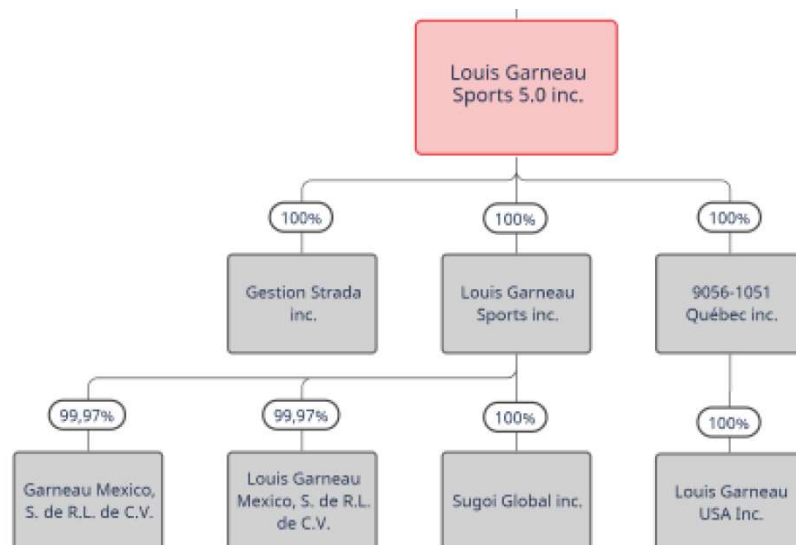 Louis Garneau
Sports 5.0 inc.
100%
100%
100%
Gestion Strada
inc.
Louis Garneau
Sports inc.
9056-1051
Québec inc.
99,97%
99,97%
100%
100%
Garneau Mexico,
S. de R.L. de C.V.
Louis Garneau
Mexico, S. de R.L.
de C.V.
Sugoi Global inc.
Louis Garneau
USA Inc.